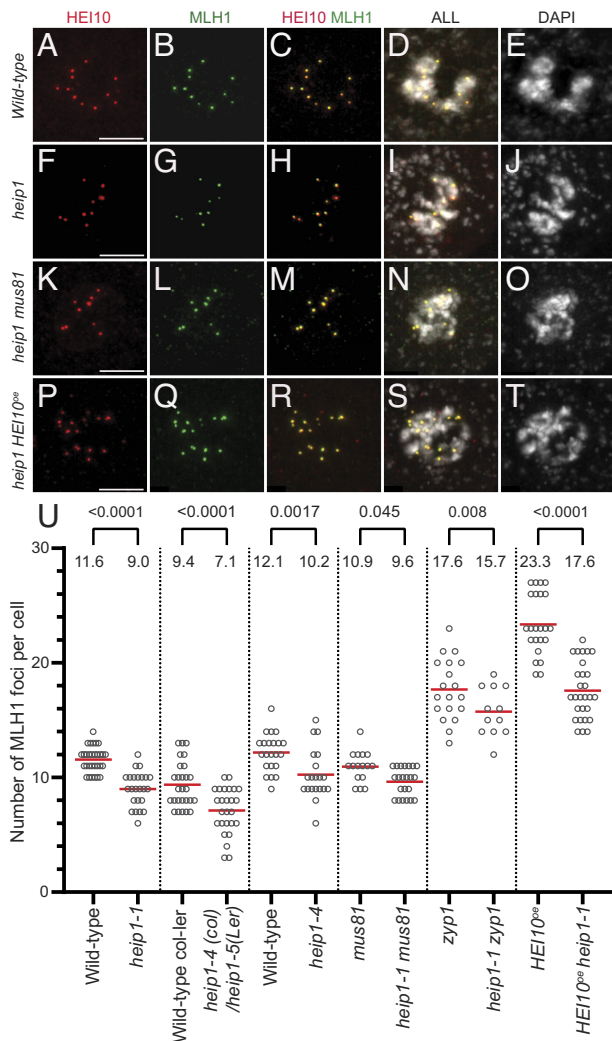 HEI10 MLH1 HEI10 MLH1 ALL DAPI
Wild-type
A B C D E
heip1
F G H I J
heip1 mus81
K L M N O
heip1 HEI10oe
P Q R S T
U
<0.0001 <0.0001 0.0017 0.045 0.008 <0.0001
30
11.6 9.0 9.4 7.1 12.1 10.2 10.9 9.6 17.6 15.7 23.3 17.6
20
10
0
Number of MLH1 foci per cell
Wild-type
heip1-1
Wild-type col-ler
heip1-4 (col)
/heip1-5(Ler)
Wild-type
heip1-4
mus81
heip1-1 mus81
zyp1
heip1-1 zyp1
HEI10oe
HEI10oe heip1-1